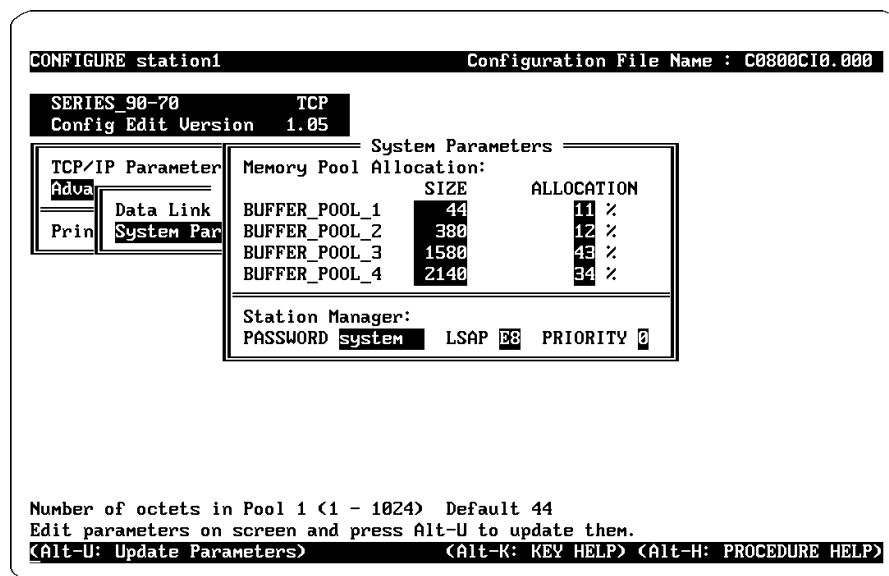 CONFIGURE station1 Configuration File Name : C0800CI0.000
SERIES_90-70 TCP
Config Edit Version 1.05
System Parameters
TCP/IP Parameter Memory Pool Allocation:
Adva SIZE ALLOCATION
Data Link BUFFER_POOL_1 44 11 %
Prin System Par BUFFER_POOL_2 380 12 %
BUFFER_POOL_3 1580 43 %
BUFFER_POOL_4 2140 34 %
Station Manager:
PASSWORD system LSAP E8 PRIORITY 0
Number of octets in Pool 1 (1 - 1024) Default 44
Edit parameters on screen and press Alt-U to update them.
(Alt-U: Update Parameters) (Alt-K: KEY HELP) (Alt-H: PROCEDURE HELP)